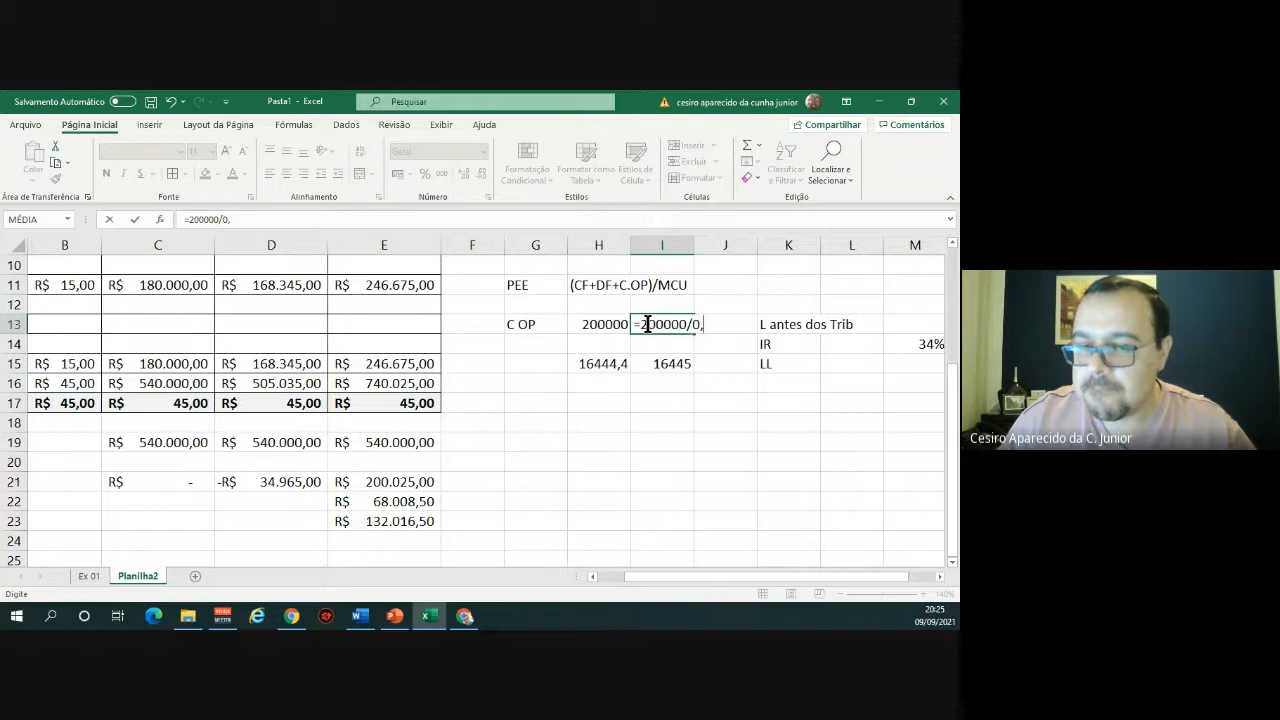 Salvamento Automático
Pasta1 - Excel
Pesquisar
cesiro aparecido da cunha junior
Arquivo Página Inicial Inserir Layout da Página Fórmulas Dados Revisão Exibir Ajuda
Compartilhar Comentários
Colar
11
N I S
Geral
% 000
Formatação Condicional
Formatar como Tabela
Estilos de Célula
Inserir
Excluir
Formatar
Classificar e Filtrar
Localizar e Selecionar
Área de Transferência Fonte Alinhamento Número Estilos Células Edição
MÉDIA fx =200000/0,
B C D E F G H I J K L M
10
11 R$ 15,00 R$ 180.000,00 R$ 168.345,00 R$ 246.675,00 PEE (CF+DF+C.OP)/MCU
12
13 C OP 200000 =200000/0, L antes dos Trib
14 IR 34%
15 R$ 15,00 R$ 180.000,00 R$ 168.345,00 R$ 246.675,00 16444,4 16445 LL
16 R$ 45,00 R$ 540.000,00 R$ 505.035,00 R$ 740.025,00
17 R$ 45,00 R$ 45,00 R$ 45,00 R$ 45,00
18
19 R$ 540.000,00 R$ 540.000,00 R$ 540.000,00
20
21 R$ - -R$ 34.965,00 R$ 200.025,00
22 R$ 68.008,50
23 R$ 132.016,50
24
25
Ex 01 Planilha2
Digite
140%
20:25
09/09/2021
Cesiro Aparecido da C. Junior